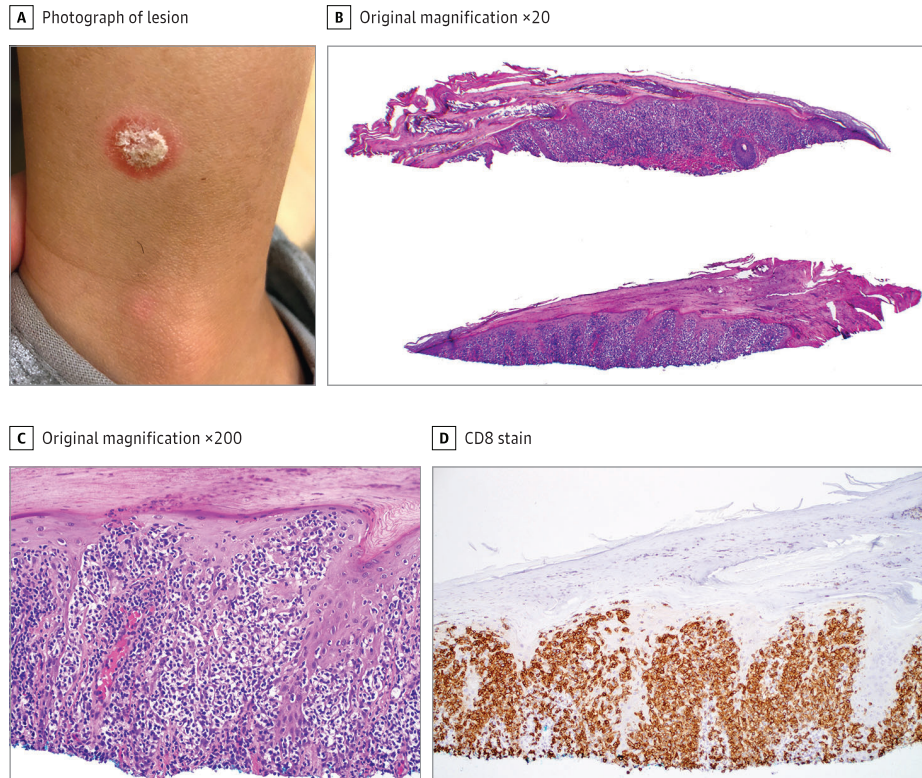 A Photograph of lesion
B Original magnification ×20
C Original magnification ×200
D CD8 stain